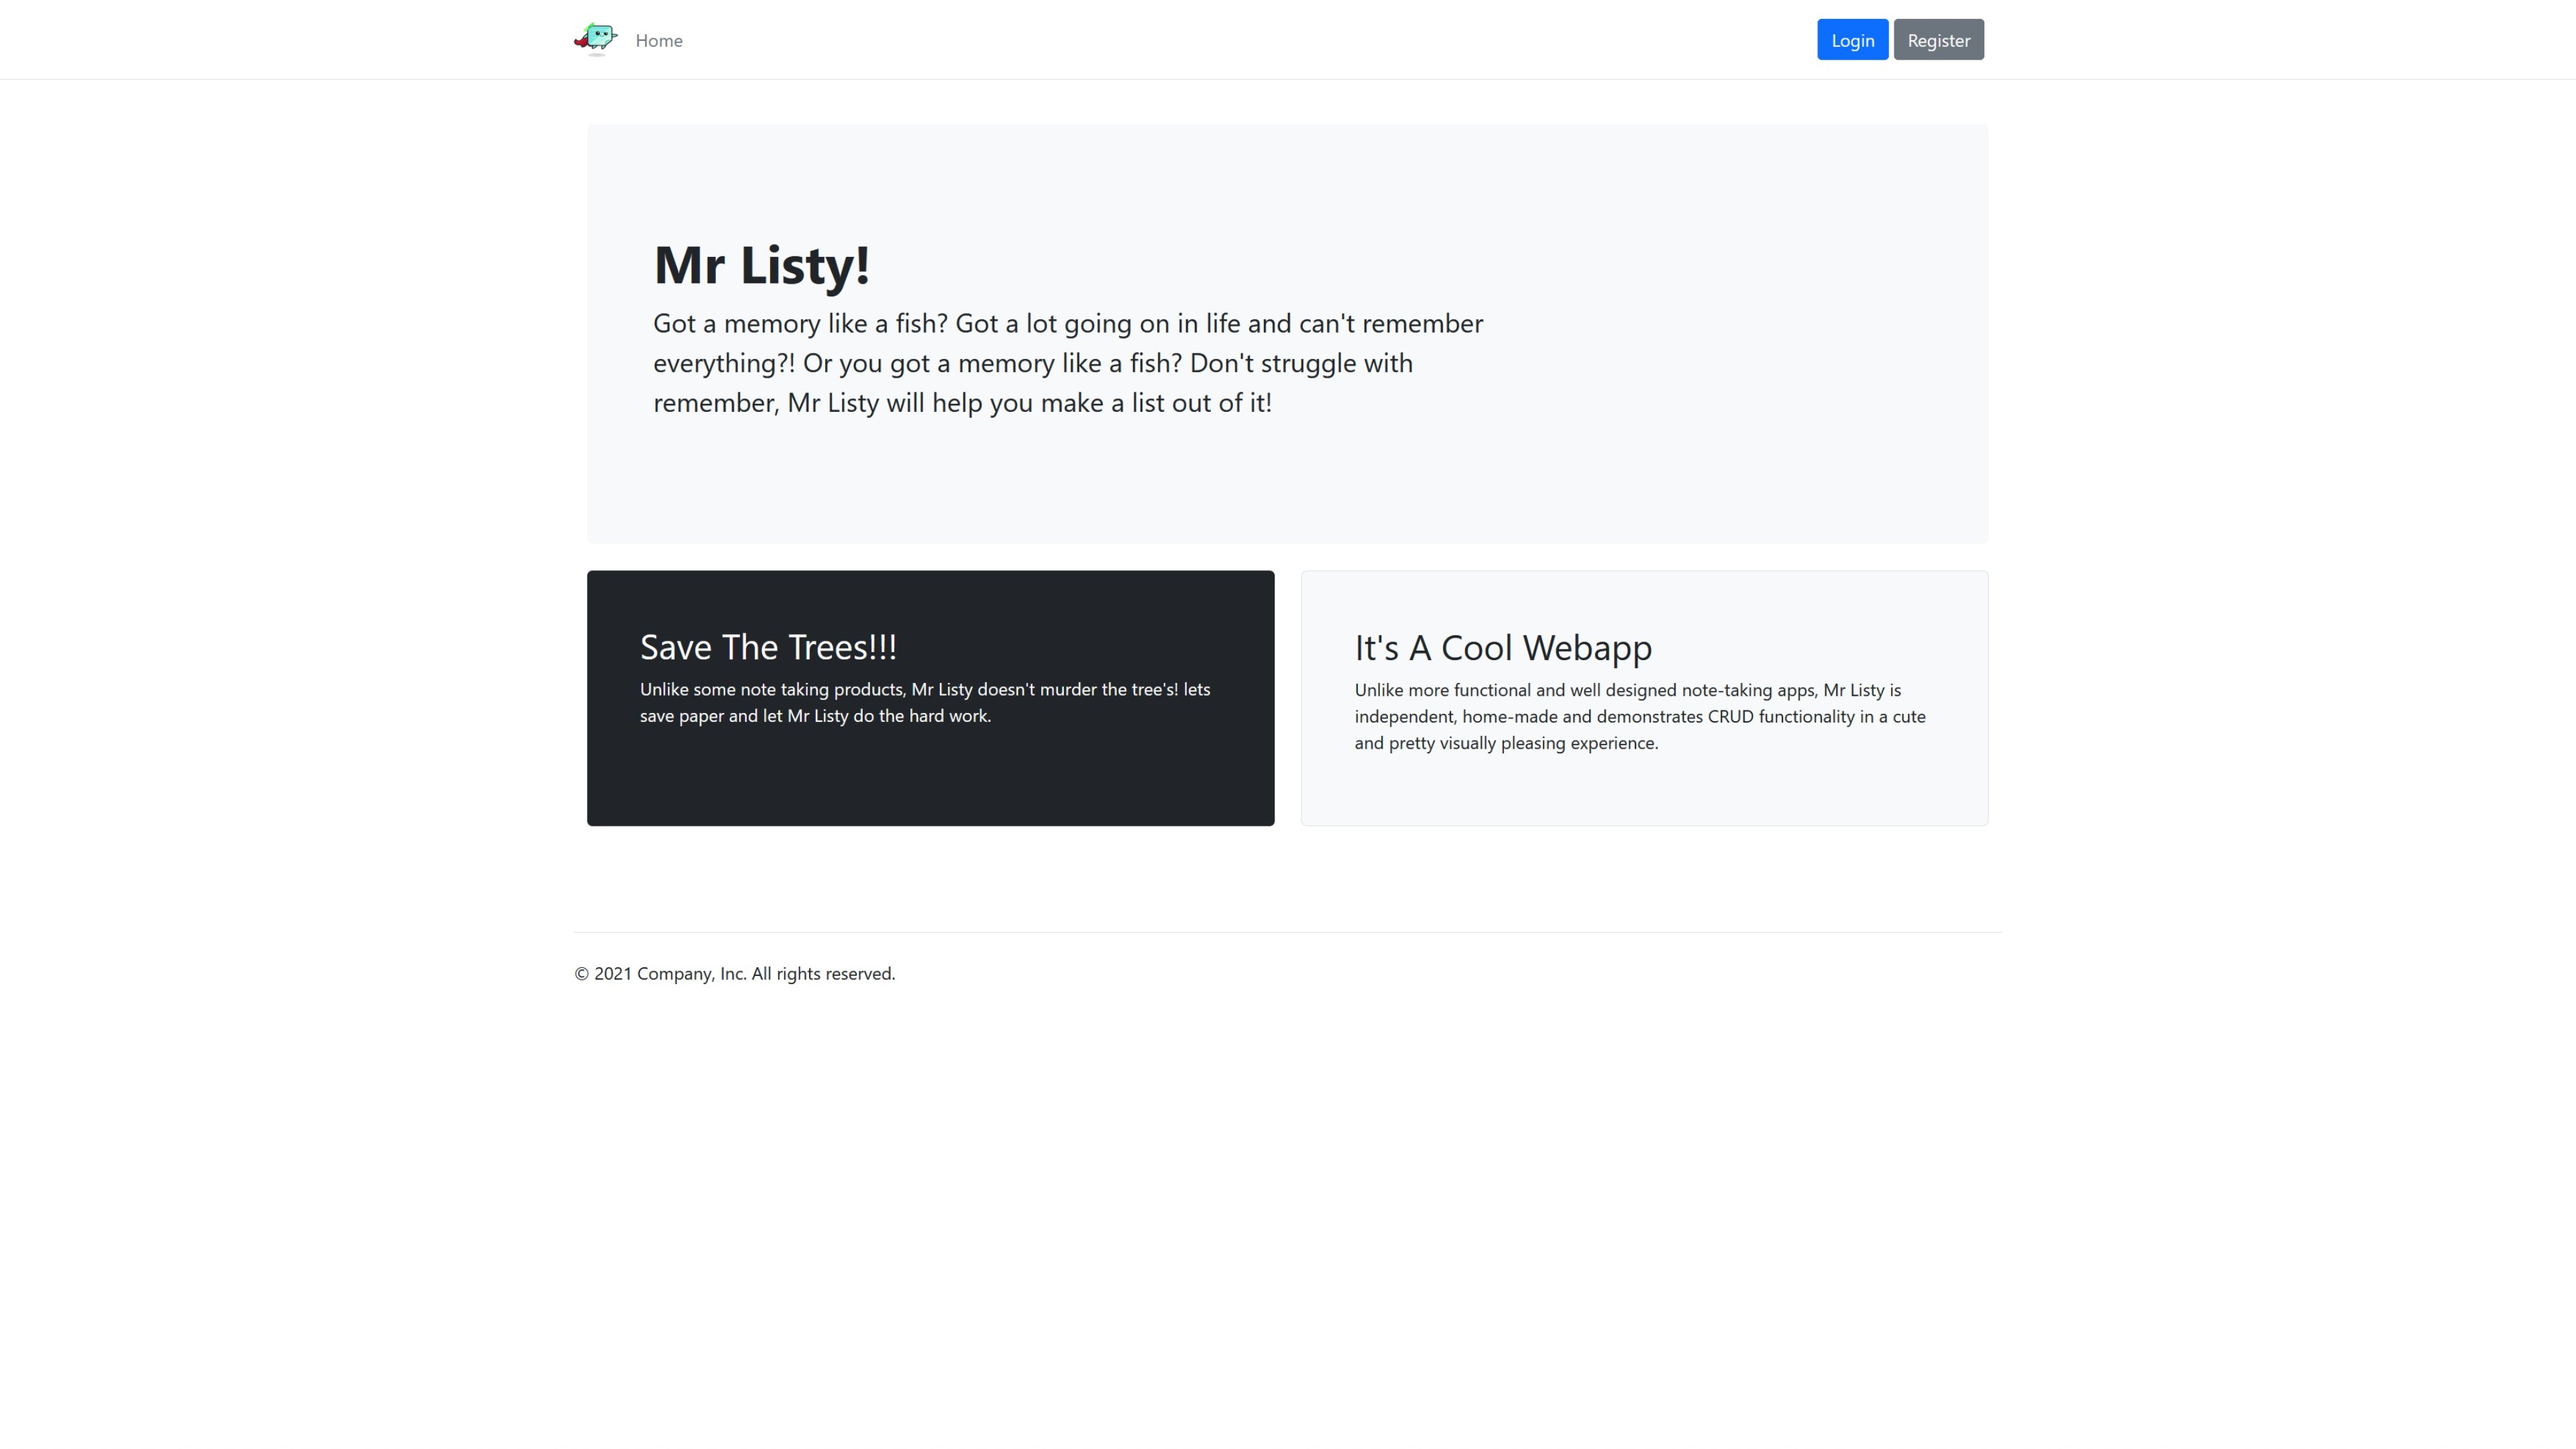 Home
Login
Register
Mr Listy!
Got a memory like a fish? Got a lot going on in life and can't remember
everything?! Or you got a memory like a fish? Don't struggle with
remember, Mr Listy will help you make a list out of it!
Save The Trees!!!
Unlike some note taking products, Mr Listy doesn't murder the tree's! lets
save paper and let Mr Listy do the hard work.
It's A Cool Webapp
Unlike more functional and well designed note-taking apps, Mr Listy is
independent, home-made and demonstrates CRUD functionality in a cute
and pretty visually pleasing experience.
© 2021 Company, Inc. All rights reserved.